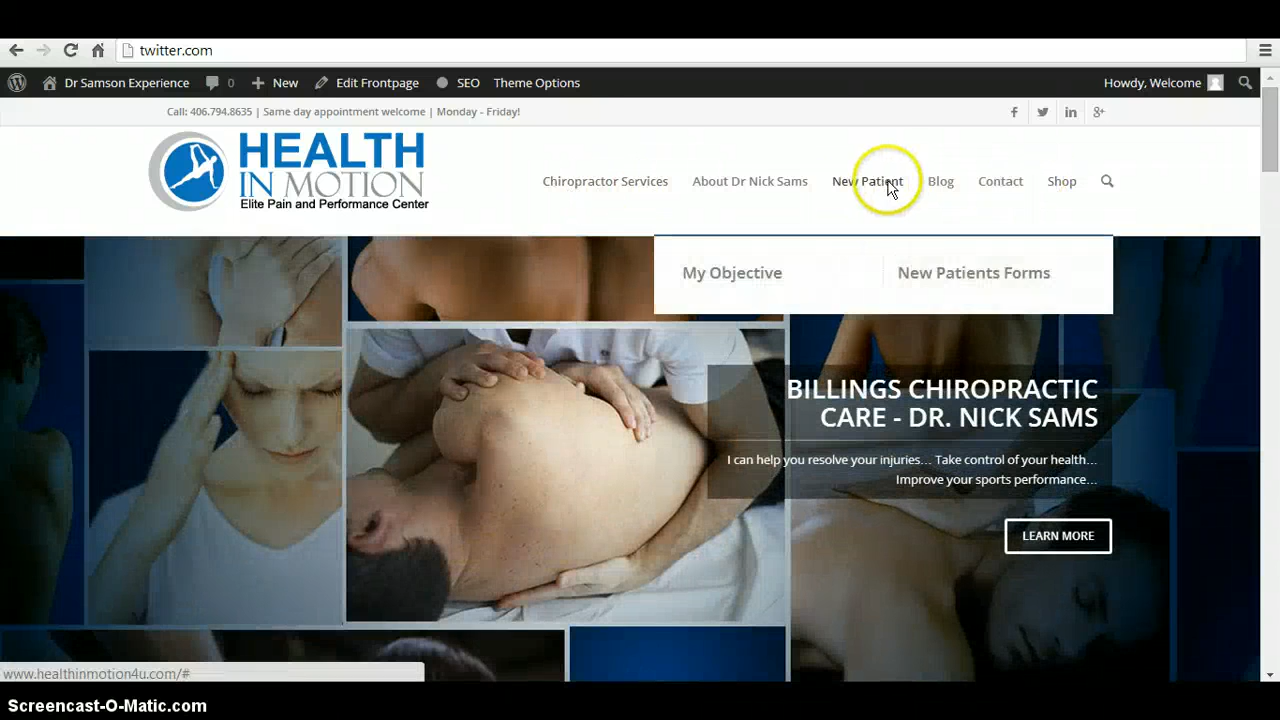 twitter.com
Dr Samson Experience 0 New Edit Frontpage SEO Theme Options Howdy, Welcome
Call: 406.794.8635 | Same day appointment welcome | Monday - Friday!
HEALTH
IN MOTION
Elite Pain and Performance Center
Chiropractor Services About Dr Nick Sams New Patient Blog Contact Shop
My Objective New Patients Forms
BILLINGS CHIROPRACTIC
CARE - DR. NICK SAMS
I can help you resolve your injuries... Take control of your health...
Improve your sports performance...
LEARN MORE
www.healthinmotion4u.com/#
Screencast-O-Matic.com